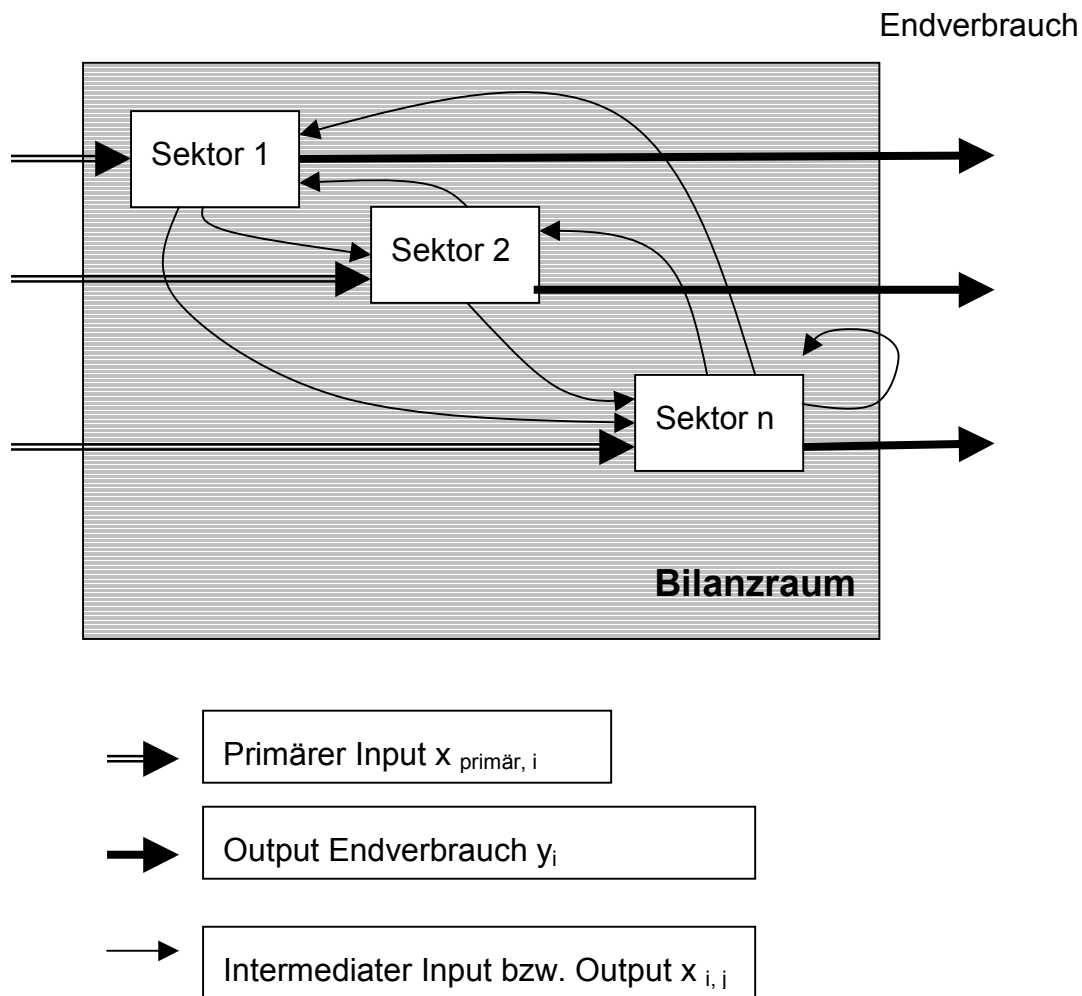 Endverbrauch
Sektor 1
Sektor 2
Sektor n
Bilanzraum
Primärer Input x primär, i
Output Endverbrauch yi
Intermediater Input bzw. Output x i, j